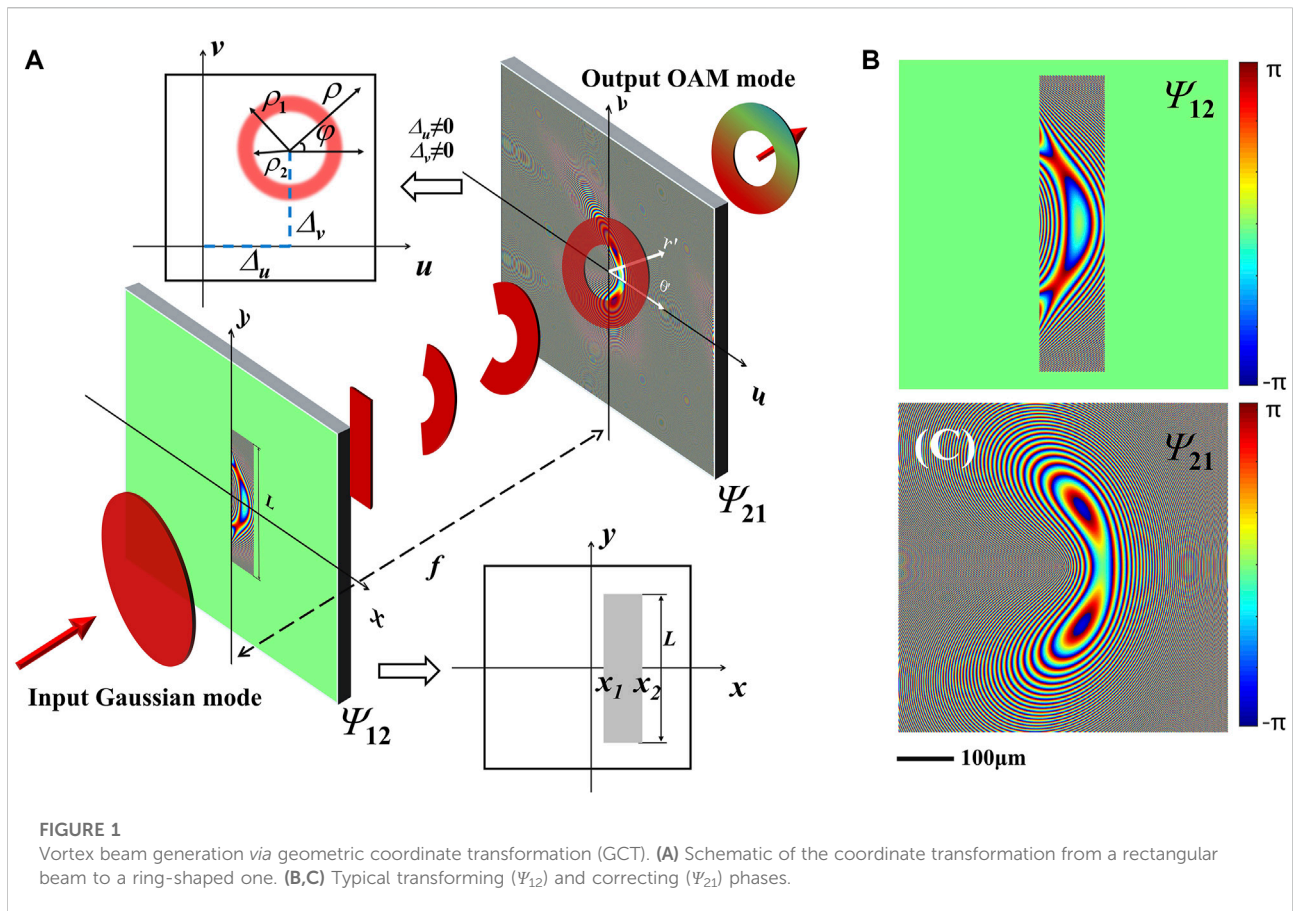 A
v
ρ
ρ₁
φ
ρ₂
Δᵥ
Δᵤ
u
Δᵤ≠0
Δᵥ≠0
Output OAM mode
v
r'
θ'
u
Ψ₂₁
y
L
x
f
Input Gaussian mode
Ψ₁₂
y
L
x₁
x₂
x
B
Ψ₁₂
π
-π
(C)
Ψ₂₁
π
-π
100μm
FIGURE 1
Vortex beam generation via geometric coordinate transformation (GCT). (A) Schematic of the coordinate transformation from a rectangular
beam to a ring-shaped one. (B,C) Typical transforming (Ψ₁₂) and correcting (Ψ₂₁) phases.